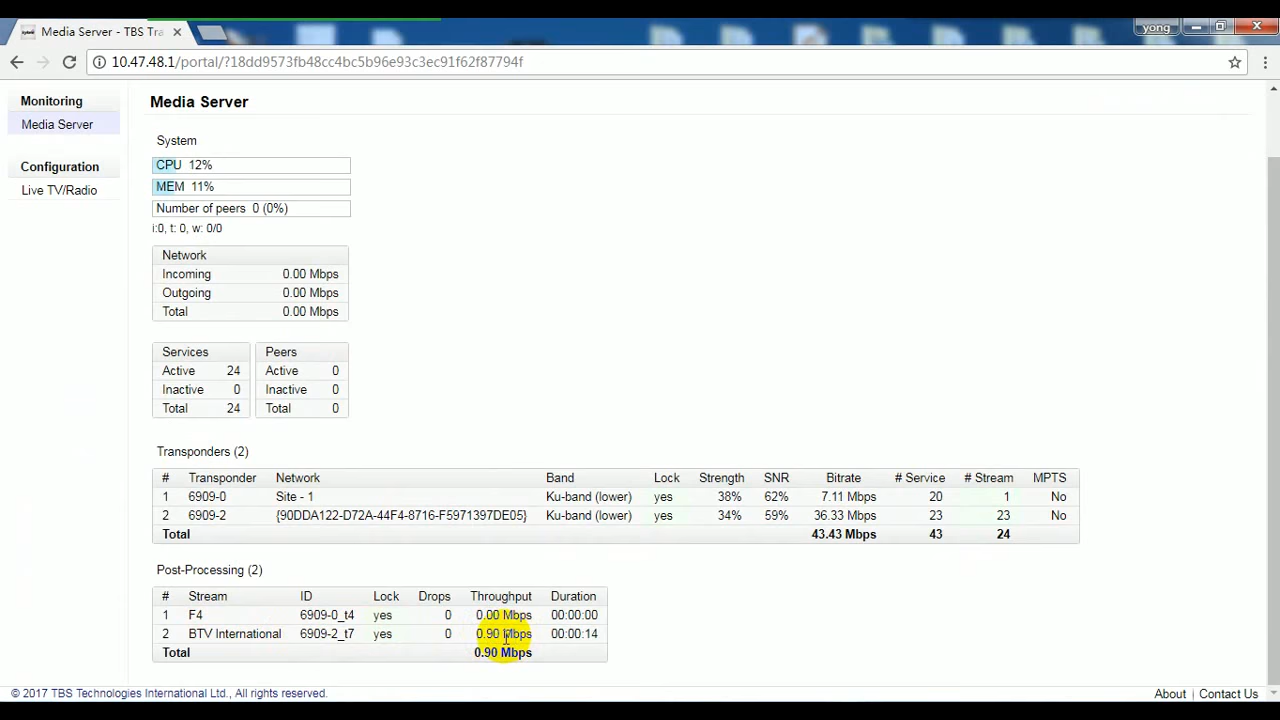 Media Server - TBS Tra
yong
10.47.48.1/portal/?18dd9573fb48cc4bc5b96e93c3ec91f62f87794f
Monitoring
Media Server
Configuration
Live TV/Radio
Media Server
System
CPU 12%
MEM 11%
Number of peers 0 (0%)
i:0, t: 0, w: 0/0
Network
Incoming 0.00 Mbps
Outgoing 0.00 Mbps
Total 0.00 Mbps
Services Peers
Active 24 Active 0
Inactive 0 Inactive 0
Total 24 Total 0
Transponders (2)
# Transponder Network Band Lock Strength SNR Bitrate # Service # Stream MPTS
1 6909-0 Site - 1 Ku-band (lower) yes 38% 62% 7.11 Mbps 20 1 No
2 6909-2 {90DDA122-D72A-44F4-8716-F5971397DE05} Ku-band (lower) yes 34% 59% 36.33 Mbps 23 23 No
Total 43.43 Mbps 43 24
Post-Processing (2)
# Stream ID Lock Drops Throughput Duration
1 F4 6909-0_t4 yes 0 0.00 Mbps 00:00:00
2 BTV International 6909-2_t7 yes 0 0.90 Mbps 00:00:14
Total 0.90 Mbps
© 2017 TBS Technologies International Ltd., All rights reserved. About | Contact Us